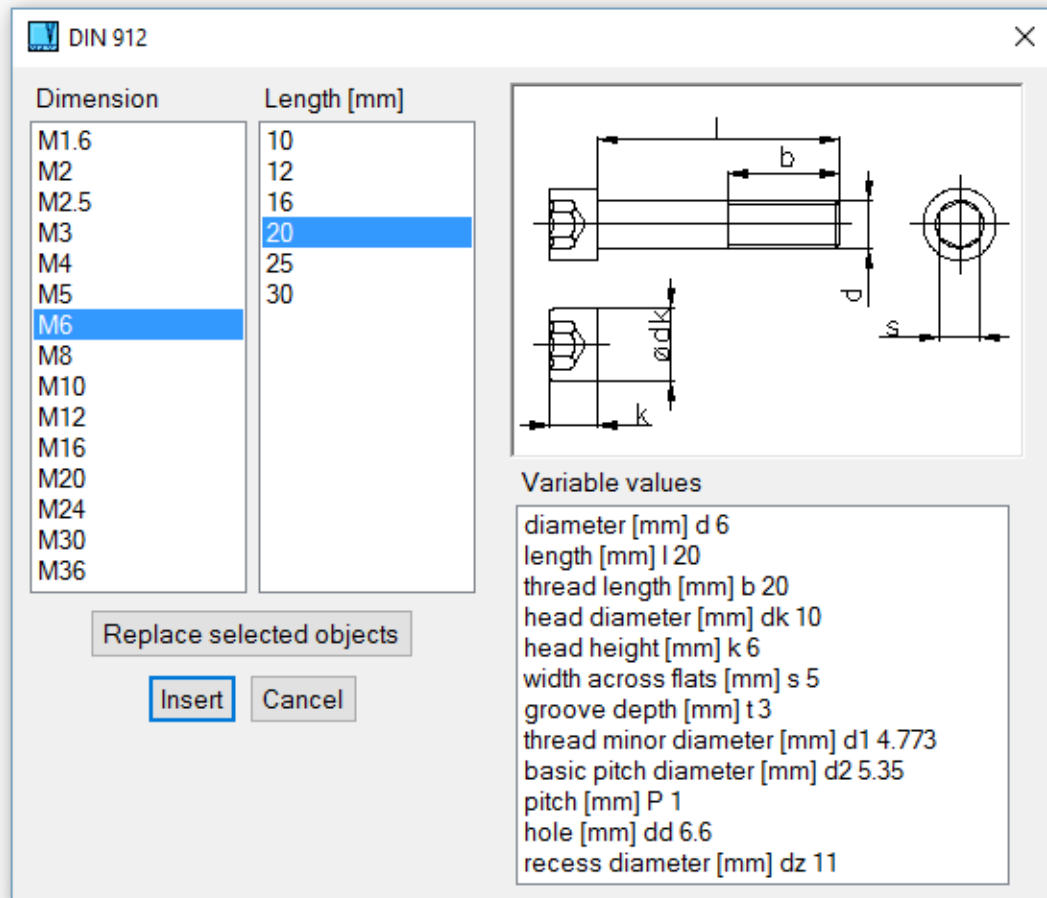 DIN 912
Dimension
M1.6
M2
M2.5
M3
M4
M5
M6
M8
M10
M12
M16
M20
M24
M30
M36
Length [mm]
10
12
16
20
25
30
l
b
d
s
ødk
k
Replace selected objects
Insert
Cancel
Variable values
diameter [mm] d 6
length [mm] l 20
thread length [mm] b 20
head diameter [mm] dk 10
head height [mm] k 6
width across flats [mm] s 5
groove depth [mm] t 3
thread minor diameter [mm] d1 4.773
basic pitch diameter [mm] d2 5.35
pitch [mm] P 1
hole [mm] dd 6.6
recess diameter [mm] dz 11